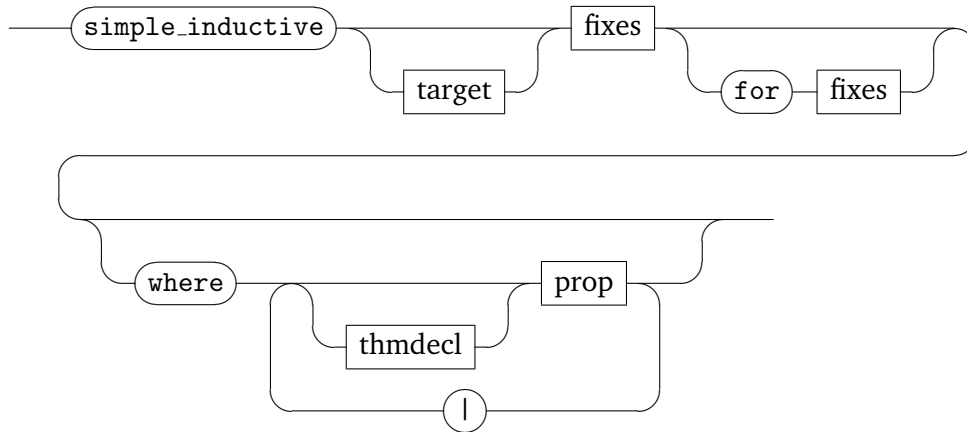 simple_inductive fixes
target for fixes
where prop
thmdecl
|